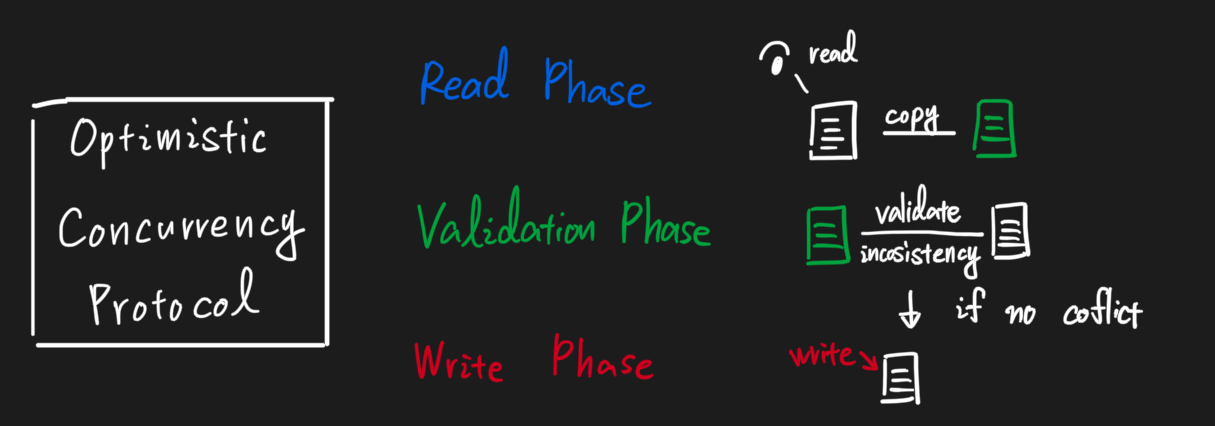 Optimistic
Concurrency
Protocol
Read Phase
read
copy
Validation Phase
validate
incosistency
if no coflict
Write Phase
write